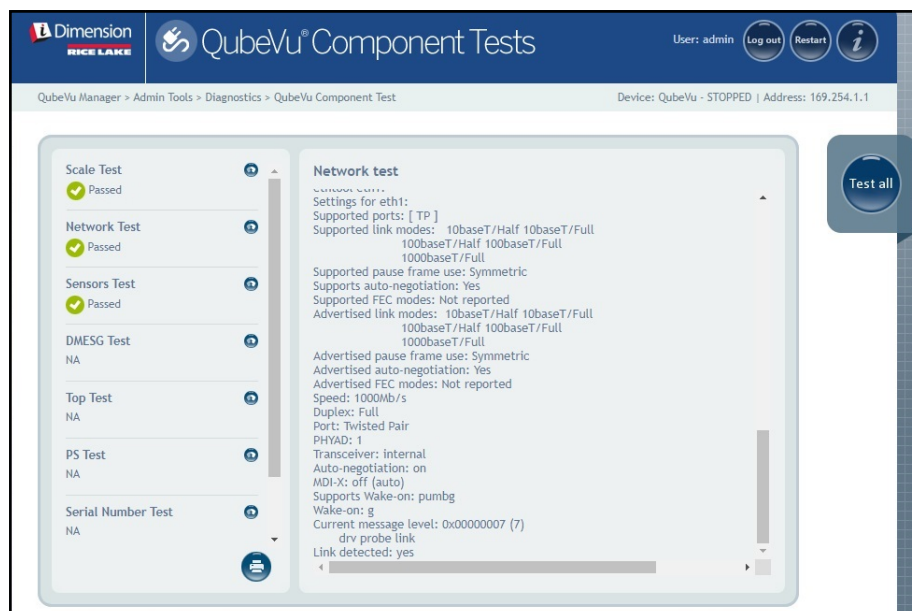 iDimension
RICE LAKE
QubeVu® Component Tests
User: admin
Log out
Restart
i
QubeVu Manager > Admin Tools > Diagnostics > QubeVu Component Test
Device: QubeVu - STOPPED | Address: 169.254.1.1
Scale Test
Passed
Network Test
Passed
Sensors Test
Passed
DMESG Test
NA
Top Test
NA
PS Test
NA
Serial Number Test
NA
Network test
Settings for eth1:
Supported ports: [ TP ]
Supported link modes: 10baseT/Half 10baseT/Full
100baseT/Half 100baseT/Full
1000baseT/Full
Supported pause frame use: Symmetric
Supports auto-negotiation: Yes
Supported FEC modes: Not reported
Advertised link modes: 10baseT/Half 10baseT/Full
100baseT/Half 100baseT/Full
1000baseT/Full
Advertised pause frame use: Symmetric
Advertised auto-negotiation: Yes
Advertised FEC modes: Not reported
Speed: 1000Mb/s
Duplex: Full
Port: Twisted Pair
PHYAD: 1
Transceiver: internal
Auto-negotiation: on
MDI-X: off (auto)
Supports Wake-on: pumbg
Wake-on: g
Current message level: 0x00000007 (7)
drv probe link
Link detected: yes
Test all